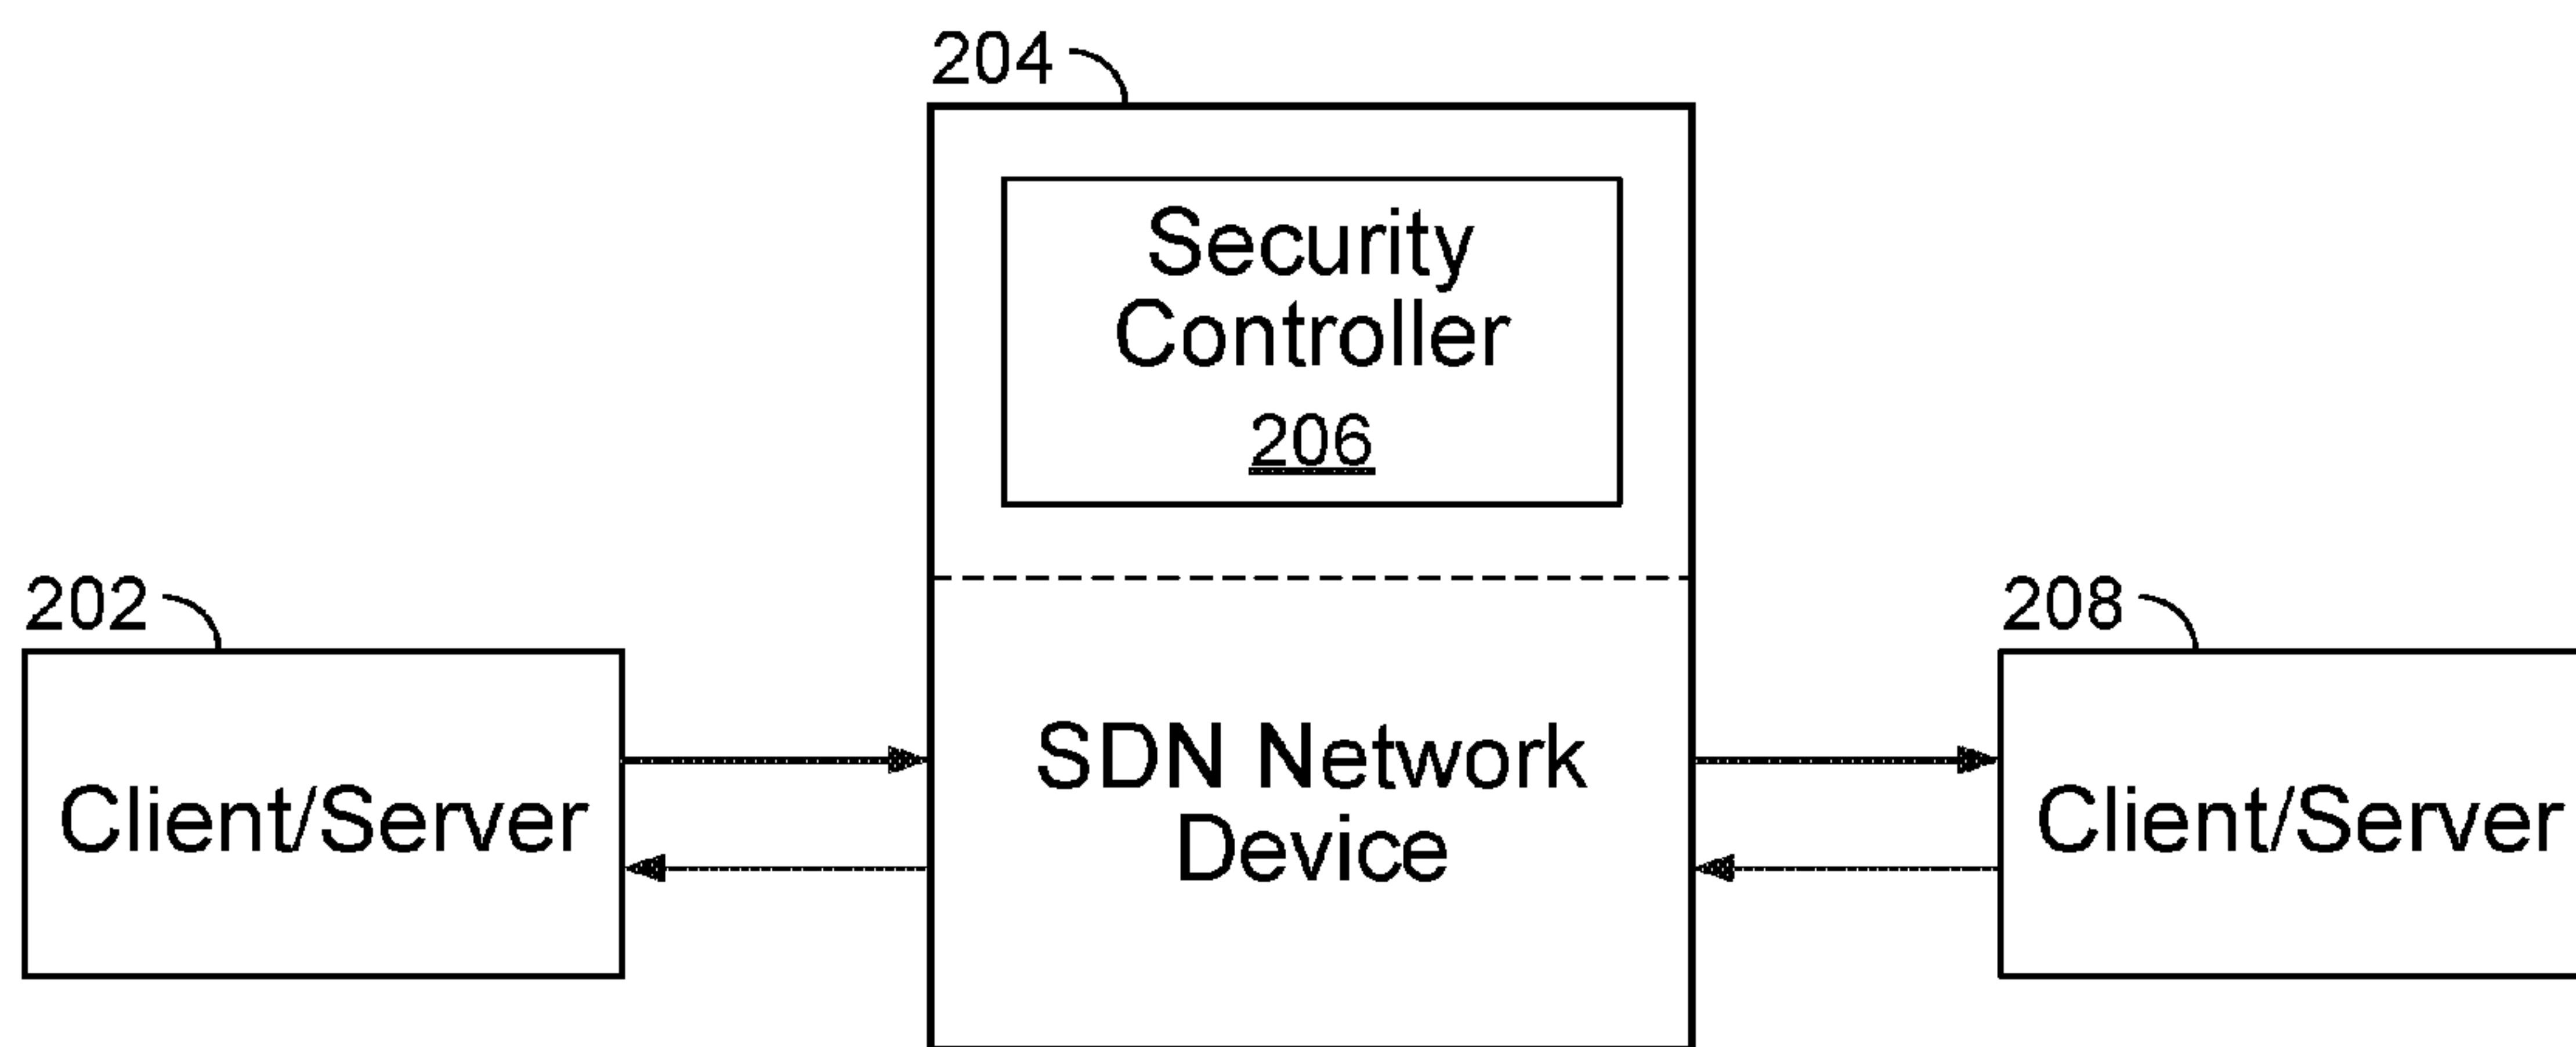 204
Security
Controller
206
202
208
Client/Server
SDN Network
Device
Client/Server